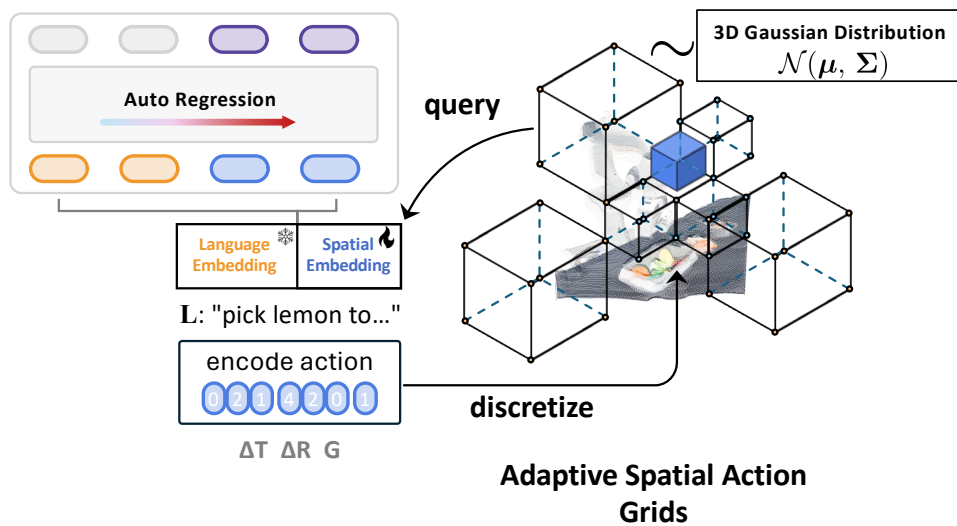 3D Gaussian Distribution
𝒩(μ, Σ)
Auto Regression
query
Language
Embedding
Spatial
Embedding
L: "pick lemon to…"
encode action
0 2 1 4 2 0 1
discretize
ΔT ΔR G
Adaptive Spatial Action
Grids